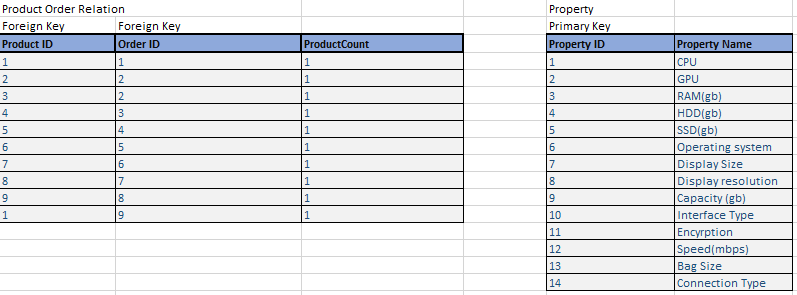 Product Order Relation Property
Foreign Key Foreign Key Primary Key
Product ID Order ID ProductCount Property ID Property Name
1 1 1 1 CPU
2 2 1 2 GPU
3 2 1 3 RAM(gb)
4 3 1 4 HDD(gb)
5 4 1 5 SSD(gb)
6 5 1 6 Operating system
7 6 1 7 Display Size
8 7 1 8 Display resolution
9 8 1 9 Capacity (gb)
1 9 1 10 Interface Type
11 Encyrption
12 Speed(mbps)
13 Bag Size
14 Connection Type